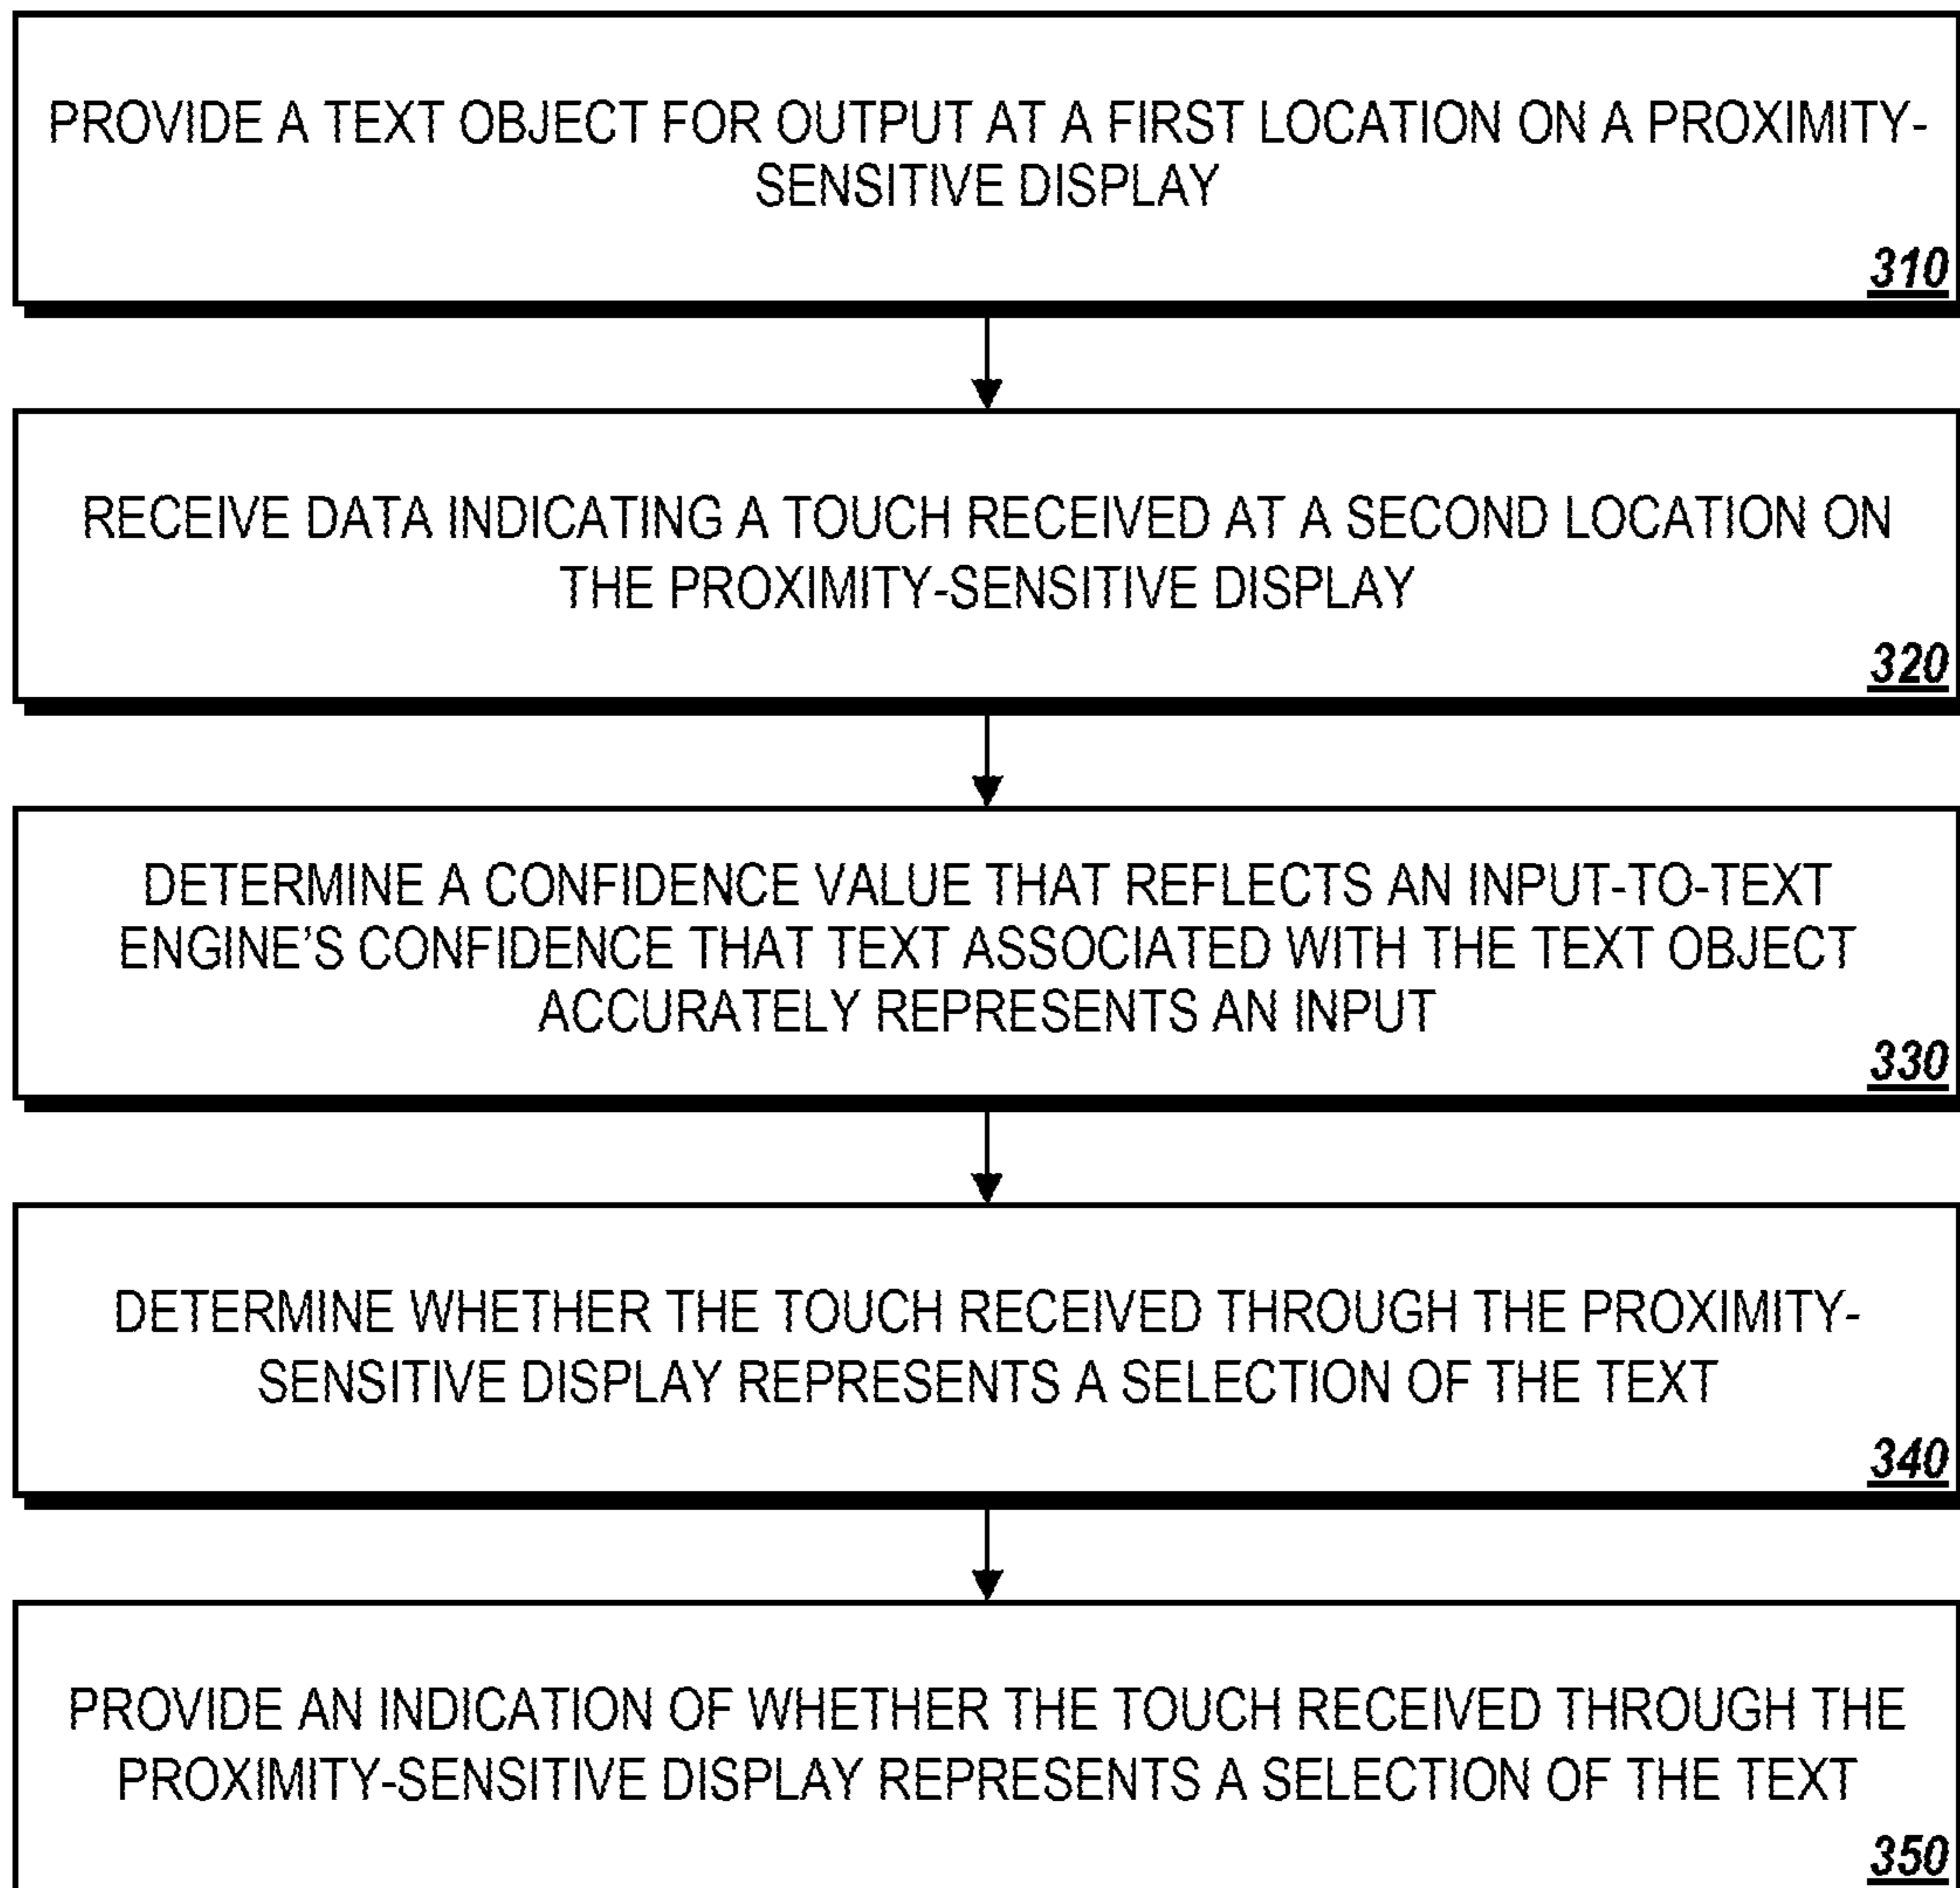 PROVIDE A TEXT OBJECT FOR OUTPUT AT A FIRST LOCATION ON A PROXIMITY-
SENSITIVE DISPLAY
310
RECEIVE DATA INDICATING A TOUCH RECEIVED AT A SECOND LOCATION ON
THE PROXIMITY-SENSITIVE DISPLAY
320
DETERMINE A CONFIDENCE VALUE THAT REFLECTS AN INPUT-TO-TEXT
ENGINE'S CONFIDENCE THAT TEXT ASSOCIATED WITH THE TEXT OBJECT
ACCURATELY REPRESENTS AN INPUT
330
DETERMINE WHETHER THE TOUCH RECEIVED THROUGH THE PROXIMITY-
SENSITIVE DISPLAY REPRESENTS A SELECTION OF THE TEXT
340
PROVIDE AN INDICATION OF WHETHER THE TOUCH RECEIVED THROUGH THE
PROXIMITY-SENSITIVE DISPLAY REPRESENTS A SELECTION OF THE TEXT
350